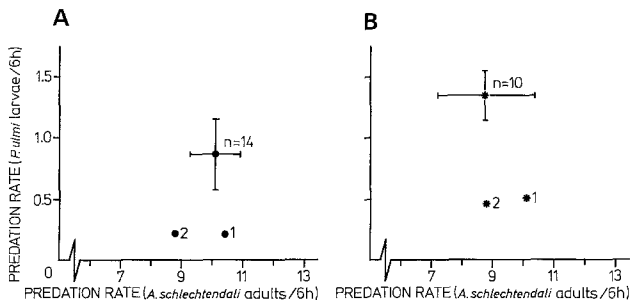 A
B
PREDATION RATE (P.ulmi larvae/6h)
1.5
1.0
0.5
0
n=14
2
1
7
9
11
13
PREDATION RATE (A.schlechtendali adults/6h)
n=10
2
1
7
9
11
13
PREDATION RATE (A.schlechtendali adults/6h)